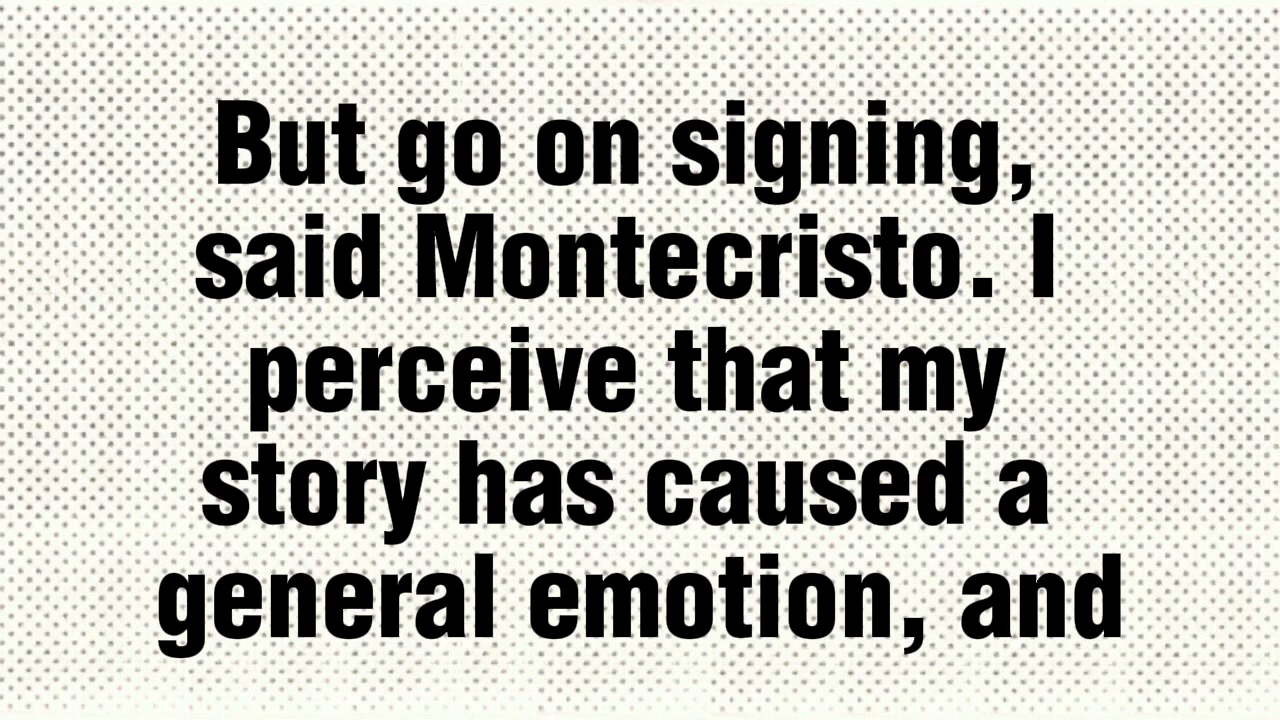 But go on signing,
said Montecristo. I
perceive that my
story has caused a
general emotion, and